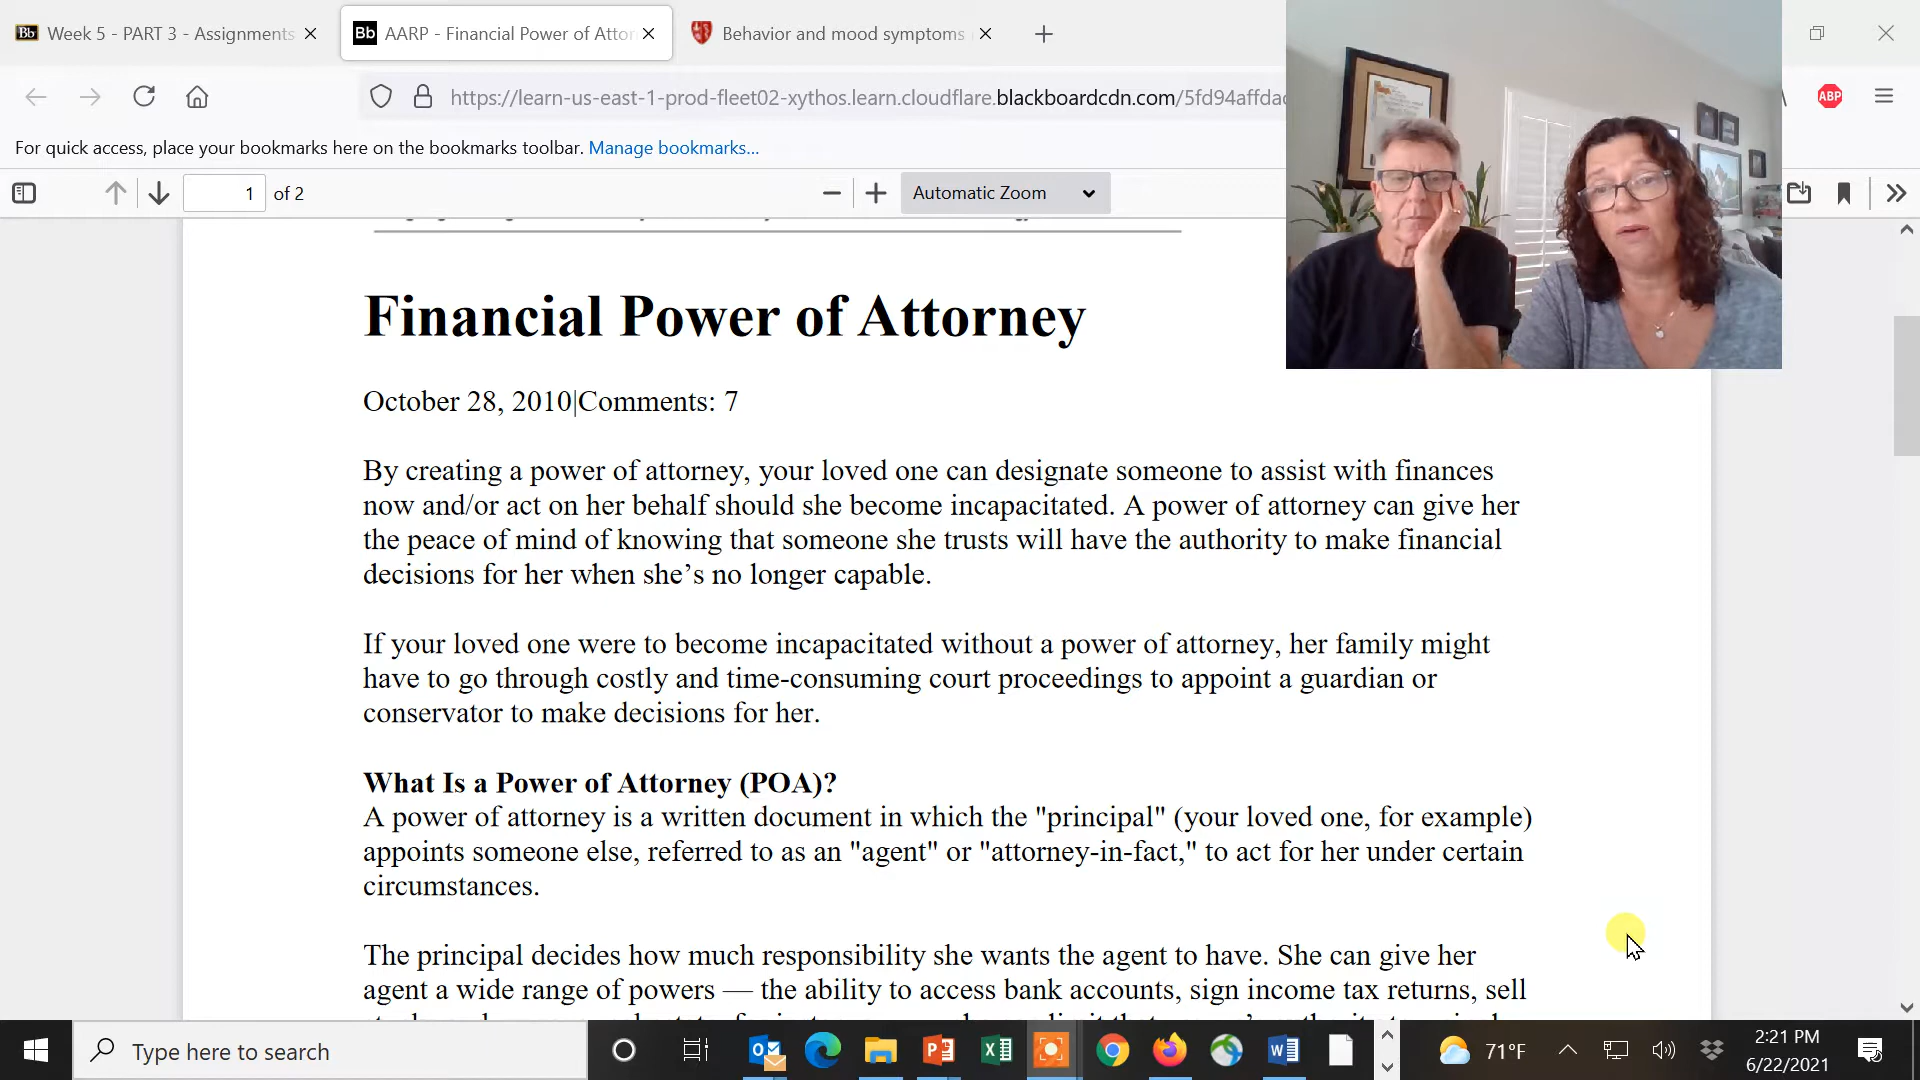 Week 5 - PART 3 - Assignments
AARP - Financial Power of Attor
Behavior and mood symptoms
https://learn-us-east-1-prod-fleet02-xythos.learn.cloudflare.blackboardcdn.com/5fd94affdac
ABP
For quick access, place your bookmarks here on the bookmarks toolbar. Manage bookmarks...
1 of 2
Automatic Zoom
Financial Power of Attorney
October 28, 2010|Comments: 7
By creating a power of attorney, your loved one can designate someone to assist with finances
now and/or act on her behalf should she become incapacitated. A power of attorney can give her
the peace of mind of knowing that someone she trusts will have the authority to make financial
decisions for her when she’s no longer capable.
If your loved one were to become incapacitated without a power of attorney, her family might
have to go through costly and time-consuming court proceedings to appoint a guardian or
conservator to make decisions for her.
What Is a Power of Attorney (POA)?
A power of attorney is a written document in which the "principal" (your loved one, for example)
appoints someone else, referred to as an "agent" or "attorney-in-fact," to act for her under certain
circumstances.
The principal decides how much responsibility she wants the agent to have. She can give her
agent a wide range of powers — the ability to access bank accounts, sign income tax returns, sell
Type here to search
71°F
2:21 PM
6/22/2021